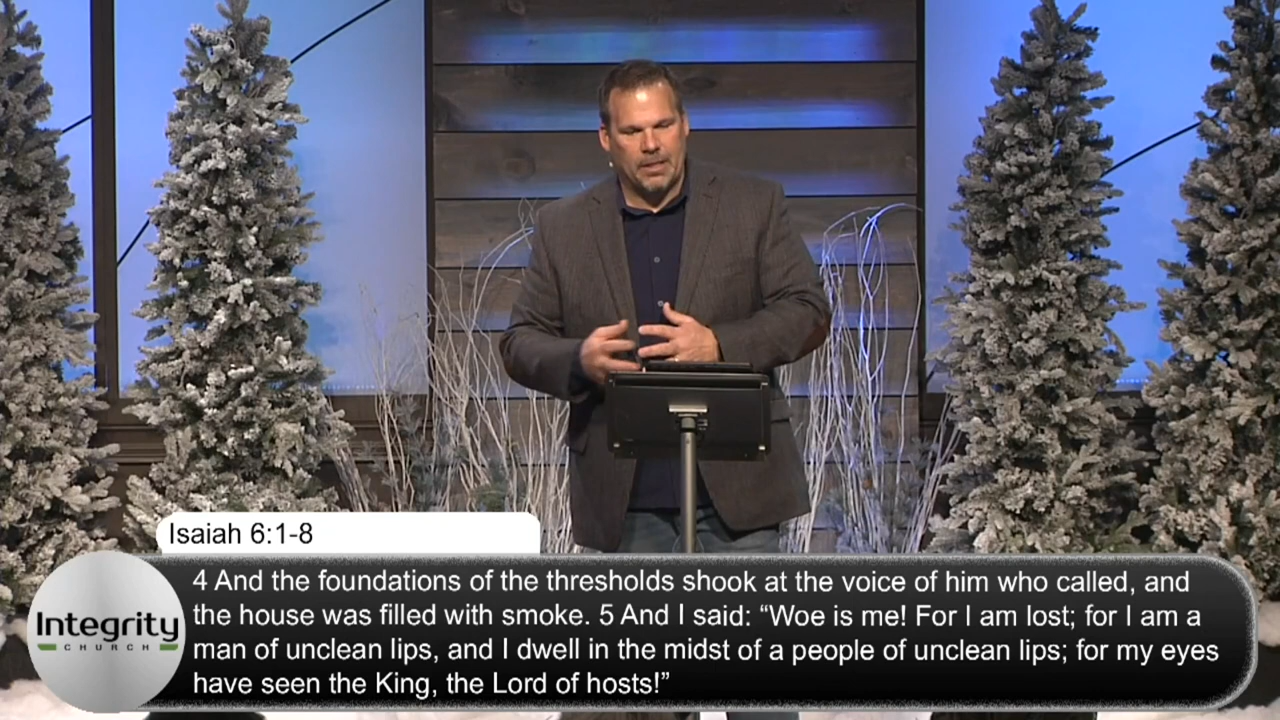 Isaiah 6:1-8
4 And the foundations of the thresholds shook at the voice of him who called, and
the house was filled with smoke. 5 And I said: “Woe is me! For I am lost; for I am a
man of unclean lips, and I dwell in the midst of a people of unclean lips; for my eyes
have seen the King, the Lord of hosts!”
Integrity
CHURCH